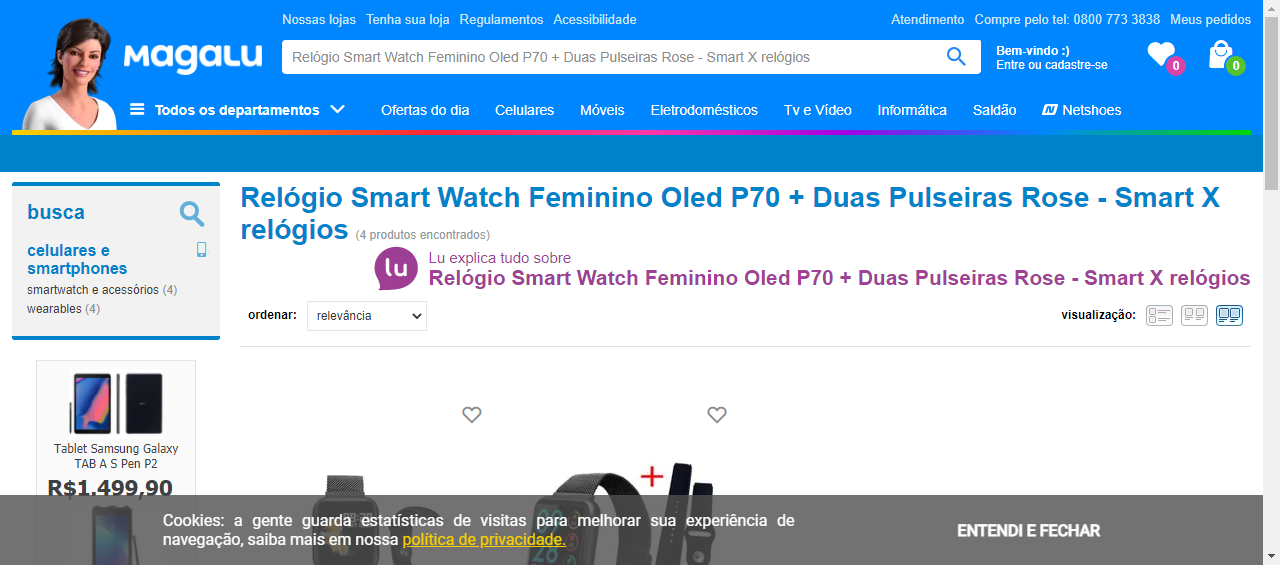 Nossas lojas Tenha sua loja Regulamentos Acessibilidade
Atendimento Compre pelo tel: 0800 773 3838 Meus pedidos
MAGALU
Relógio Smart Watch Feminino Oled P70 + Duas Pulseiras Rose - Smart X relógios
Bem-vindo :)
Entre ou cadastre-se
0
0
Todos os departamentos
Ofertas do dia Celulares Móveis Eletrodomésticos Tv e Vídeo Informática Saldão N Netshoes
busca
celulares e
smartphones
smartwatch e acessórios (4)
wearables (4)
Relógio Smart Watch Feminino Oled P70 + Duas Pulseiras Rose - Smart X
relógios (4 produtos encontrados)
lu
Lu explica tudo sobre
Relógio Smart Watch Feminino Oled P70 + Duas Pulseiras Rose - Smart X relógios
ordenar: relevância
visualização:
Tablet Samsung Galaxy
TAB A S Pen P2
R$1.499,90
Cookies: a gente guarda estatísticas de visitas para melhorar sua experiência de
navegação, saiba mais em nossa política de privacidade.
ENTENDI E FECHAR